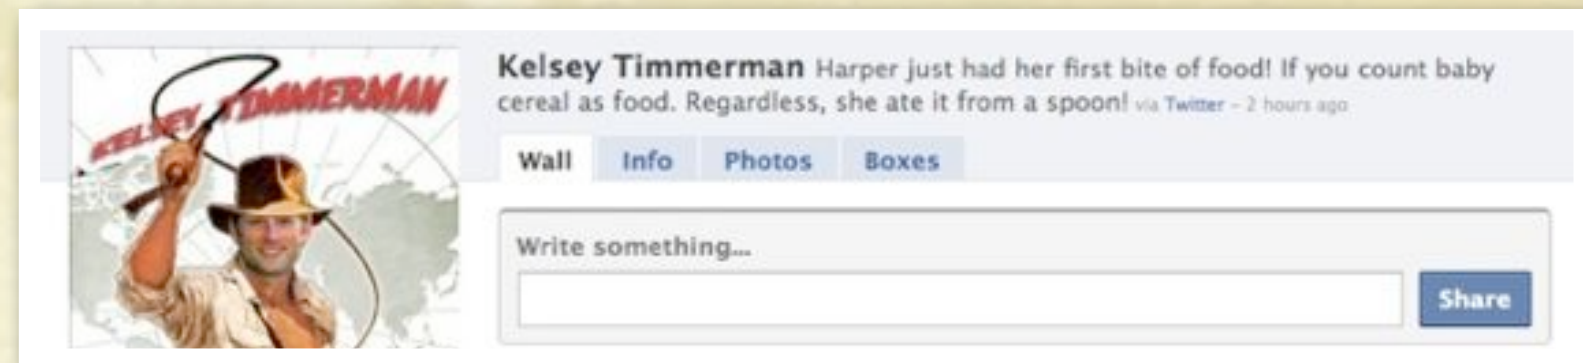 KELSEY TIMMERMAN
Kelsey Timmerman Harper just had her first bite of food! If you count baby
cereal as food. Regardless, she ate it from a spoon! via Twitter – 2 hours ago
Wall Info Photos Boxes
Write something...
Share